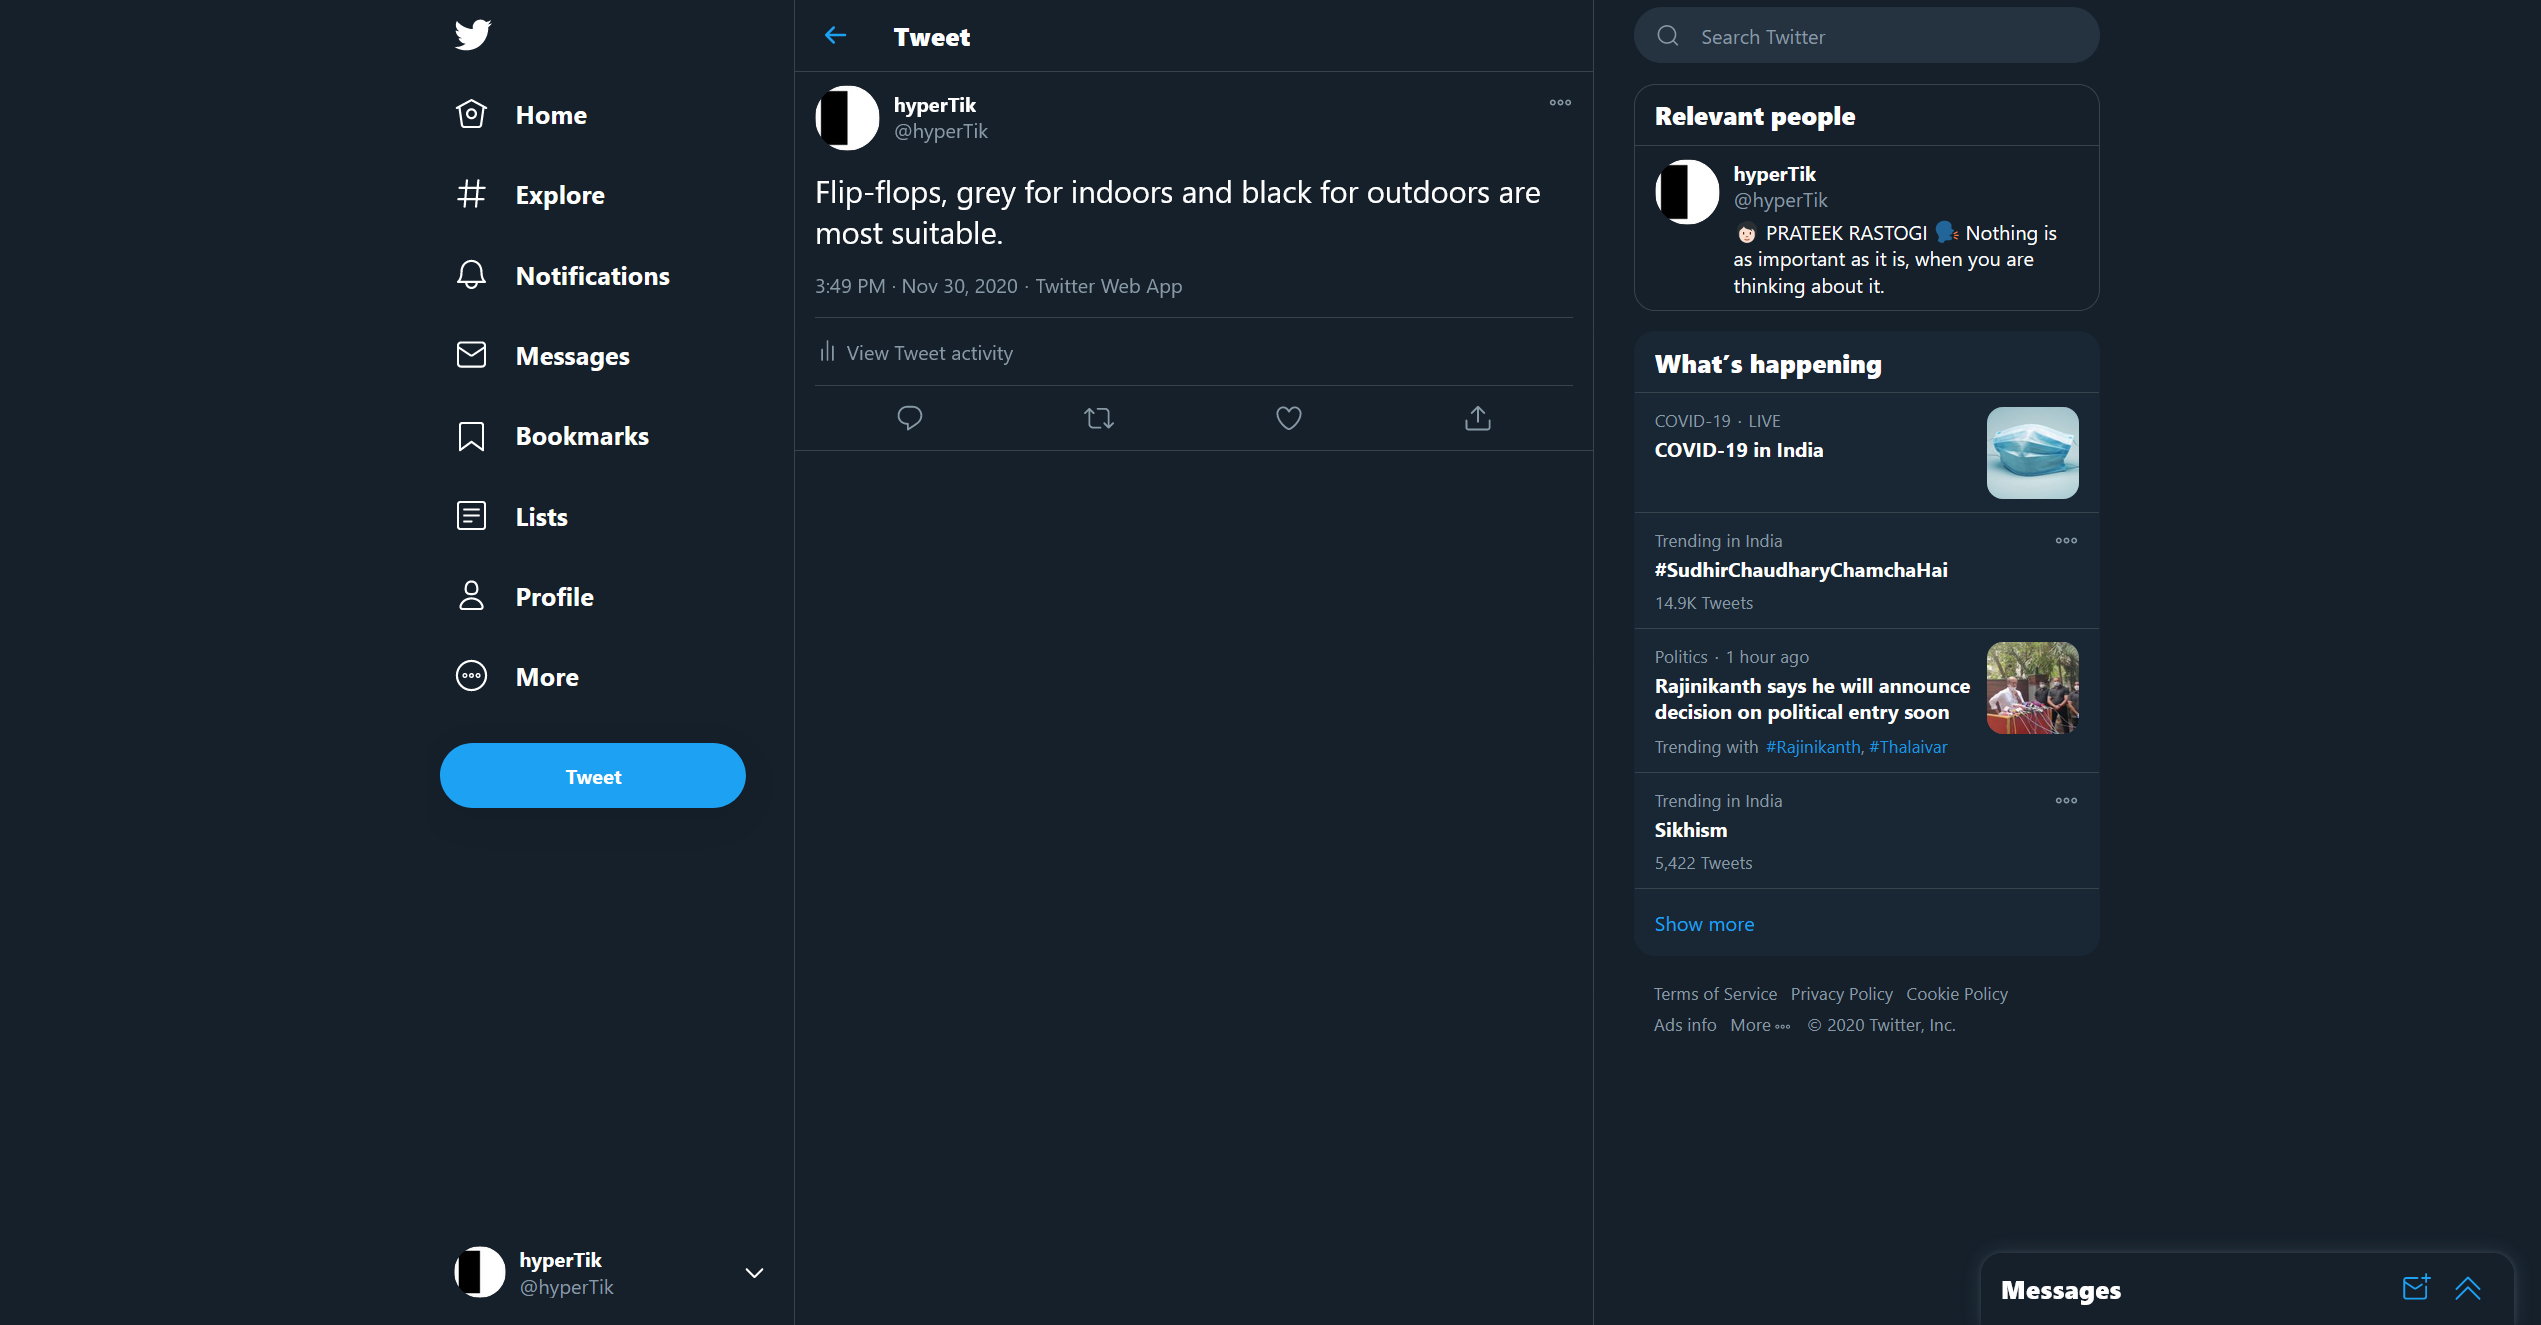 Home
Explore
Notifications
Messages
Bookmarks
Lists
Profile
More
Tweet
hyperTik
@hyperTik
Tweet
hyperTik
@hyperTik
Flip-flops, grey for indoors and black for outdoors are
most suitable.
3:49 PM · Nov 30, 2020 · Twitter Web App
View Tweet activity
Search Twitter
Relevant people
hyperTik
@hyperTik
PRATEEK RASTOGI Nothing is
as important as it is, when you are
thinking about it.
What's happening
COVID-19 · LIVE
COVID-19 in India
Trending in India
#SudhirChaudharyChamchaHai
14.9K Tweets
Politics · 1 hour ago
Rajinikanth says he will announce
decision on political entry soon
Trending with #Rajinikanth, #Thalaivar
Trending in India
Sikhism
5,422 Tweets
Show more
Terms of Service Privacy Policy Cookie Policy
Ads info More © 2020 Twitter, Inc.
Messages